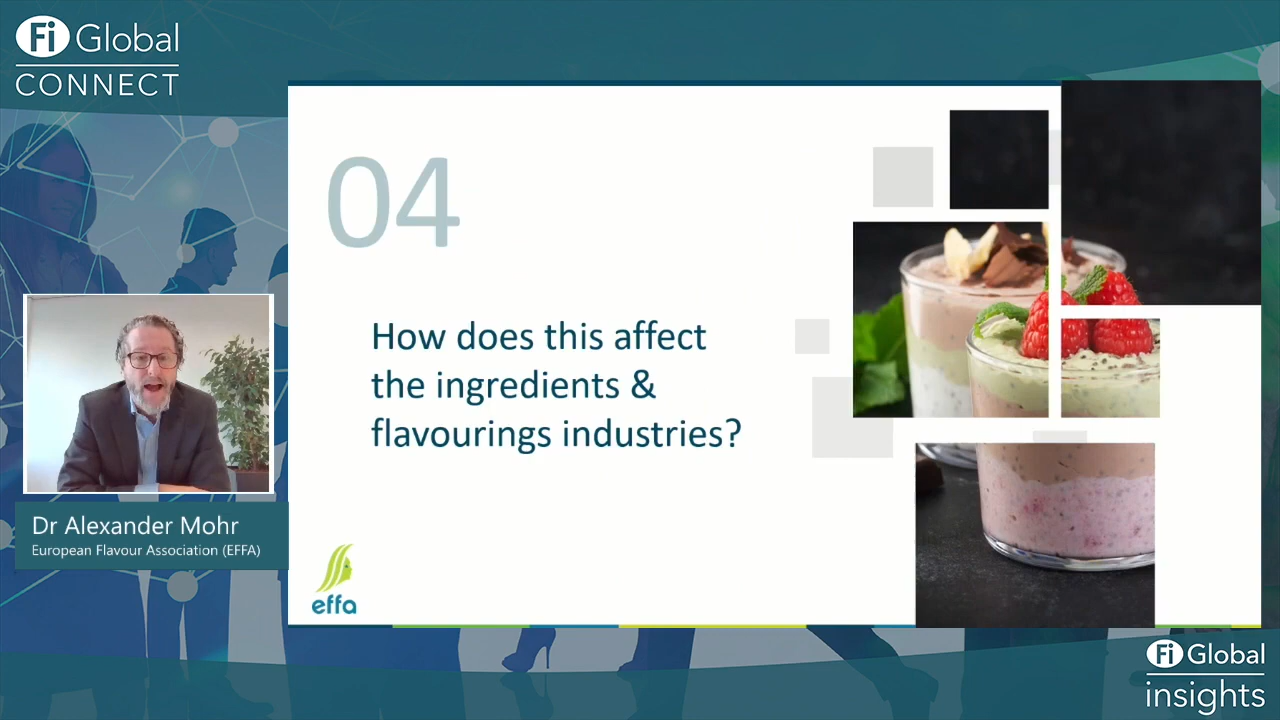 Fi Global
CONNECT
04
How does this affect
the ingredients &
flavourings industries?
Dr Alexander Mohr
European Flavour Association (EFFA)
effa
Fi Global
insights